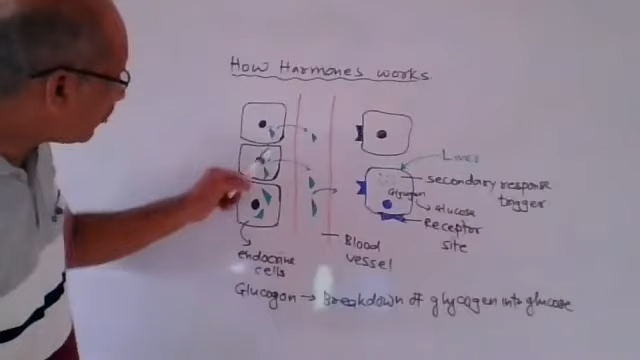 How Harmones works
Liver
secondary response
trigger
Glycogen
Glucose
Receptor
site
Blood
vessel
endocrine
cells
Glucogon → Breakdown of glycogen into glucose